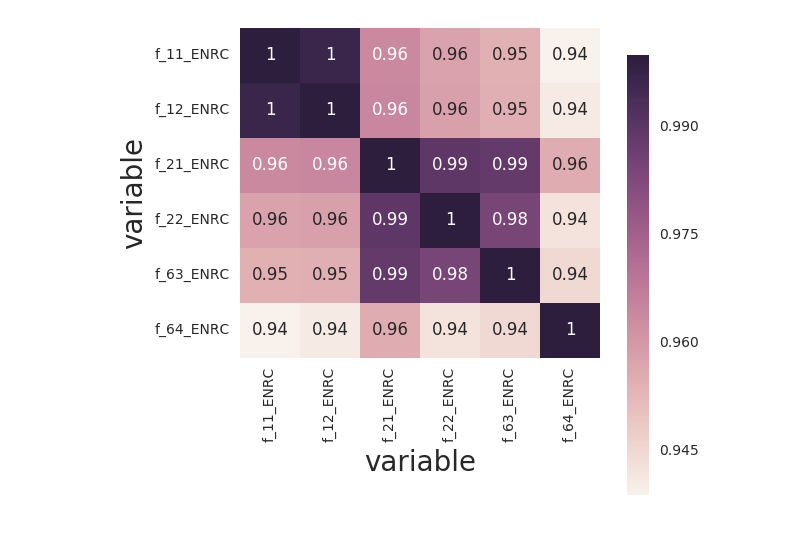 f_11_ENRC 1 1 0.96 0.96 0.95 0.94
f_12_ENRC 1 1 0.96 0.96 0.95 0.94
f_21_ENRC 0.96 0.96 1 0.99 0.99 0.96
f_22_ENRC 0.96 0.96 0.99 1 0.98 0.94
f_63_ENRC 0.95 0.95 0.99 0.98 1 0.94
f_64_ENRC 0.94 0.94 0.96 0.94 0.94 1
variable
f_11_ENRC f_12_ENRC f_21_ENRC f_22_ENRC f_63_ENRC f_64_ENRC
variable
0.990
0.975
0.960
0.945